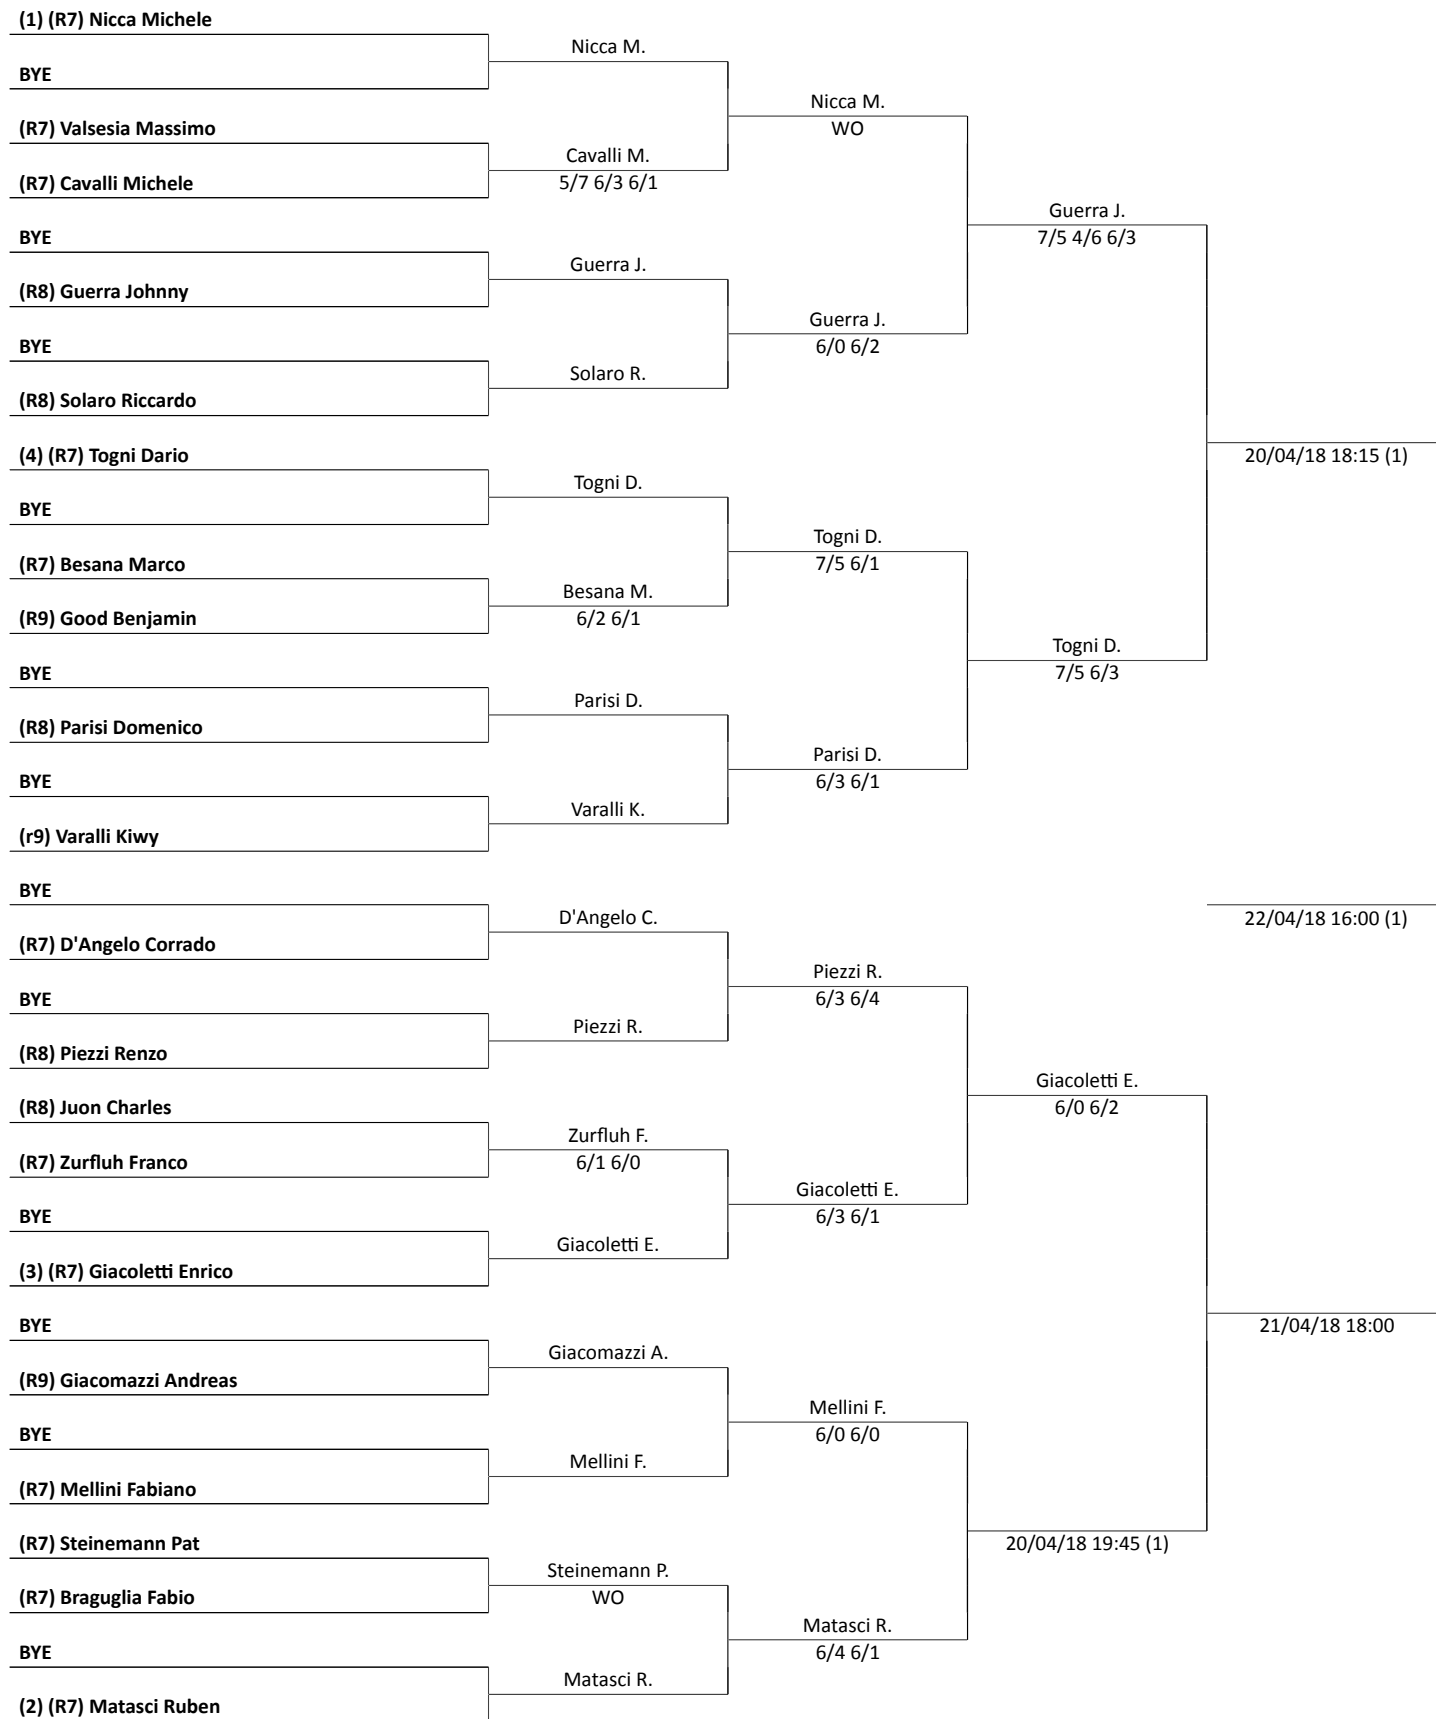 (1) (R7) Nicca Michele
BYE
(R7) Valsesia Massimo
(R7) Cavalli Michele
BYE
(R8) Guerra Johnny
BYE
(R8) Solaro Riccardo
(4) (R7) Togni Dario
BYE
(R7) Besana Marco
(R9) Good Benjamin
BYE
(R8) Parisi Domenico
BYE
(r9) Varalli Kiwy
BYE
(R7) D'Angelo Corrado
BYE
(R8) Piezzi Renzo
(R8) Juon Charles
(R7) Zurfluh Franco
BYE
(3) (R7) Giacoletti Enrico
BYE
(R9) Giacomazzi Andreas
BYE
(R7) Mellini Fabiano
(R7) Steinemann Pat
(R7) Braguglia Fabio
BYE
(2) (R7) Matasci Ruben
Nicca M.
Cavalli M.
5/7 6/3 6/1
Guerra J.
Solaro R.
Togni D.
Besana M.
6/2 6/1
Parisi D.
Varalli K.
D'Angelo C.
Piezzi R.
Zurfluh F.
6/1 6/0
Giacoletti E.
Giacomazzi A.
Mellini F.
Steinemann P.
WO
Matasci R.
Nicca M.
WO
Guerra J.
6/0 6/2
Togni D.
7/5 6/1
Parisi D.
6/3 6/1
Piezzi R.
6/3 6/4
Giacoletti E.
6/3 6/1
Mellini F.
6/0 6/0
Matasci R.
6/4 6/1
Guerra J.
7/5 4/6 6/3
Togni D.
7/5 6/3
Giacoletti E.
6/0 6/2
20/04/18 19:45 (1)
20/04/18 18:15 (1)
22/04/18 16:00 (1)
21/04/18 18:00